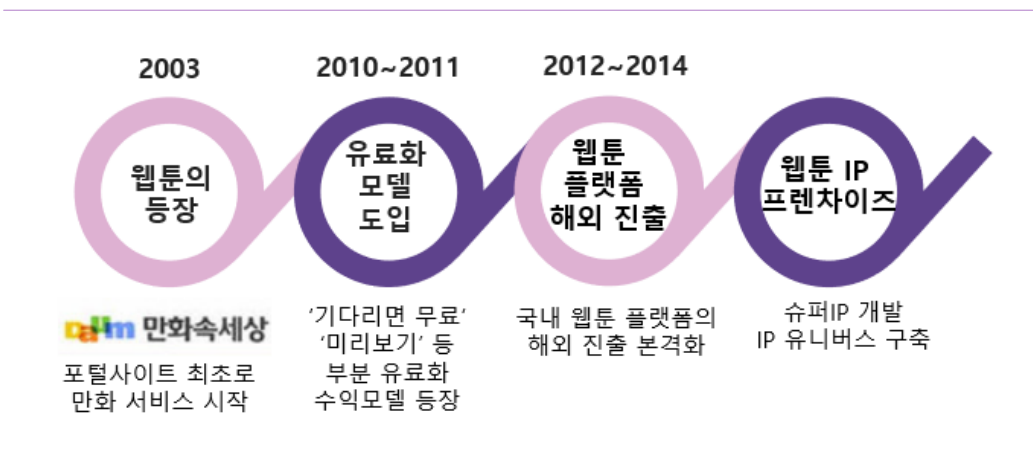 2003
웹툰의
등장
Daum 만화속세상
포털사이트 최초로
만화 서비스 시작
2010~2011
유료화
모델
도입
‘기다리면 무료’
‘미리보기’ 등
부분 유료화
수익모델 등장
2012~2014
웹툰
플랫폼
해외 진출
국내 웹툰 플랫폼의
해외 진출 본격화
웹툰 IP
프렌차이즈
슈퍼IP 개발
IP 유니버스 구축